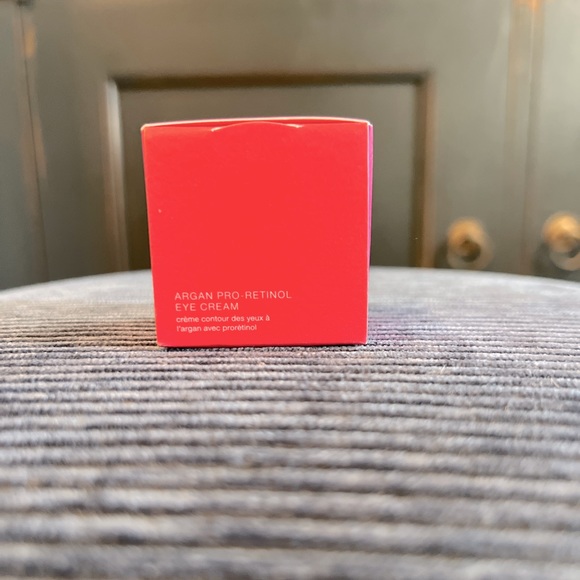 ARGAN PRO-RETINOL
EYE CREAM
crème contour des yeux à
l'argan avec prorétinol